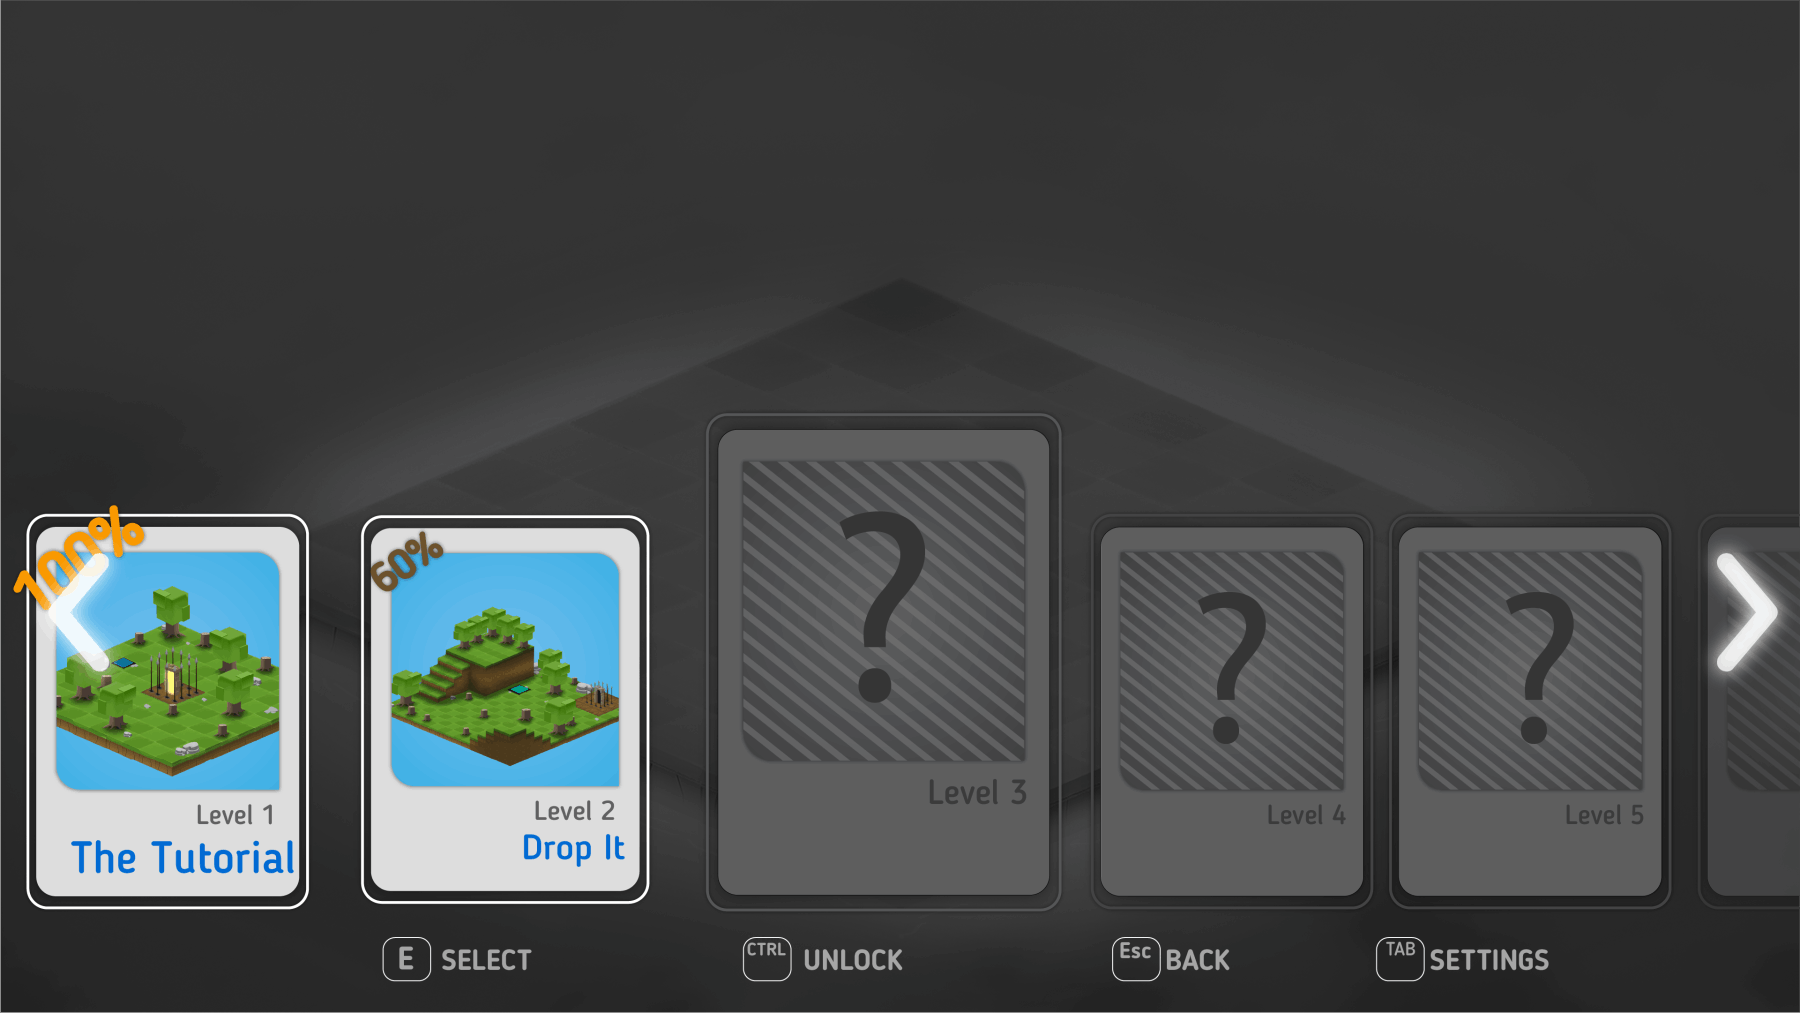 100%
Level 1
The Tutorial
60%
Level 2
Drop It
?
Level 3
?
Level 4
?
Level 5
E SELECT
CTRL UNLOCK
Esc BACK
TAB SETTINGS